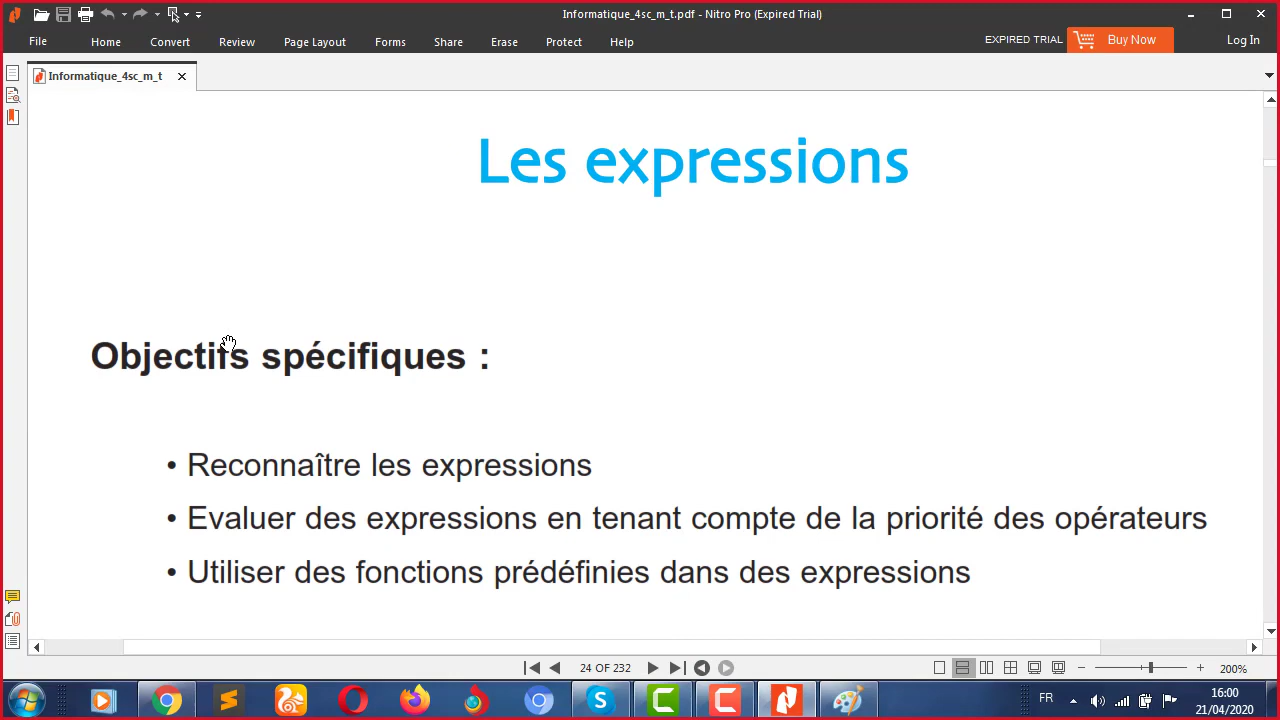 Informatique_4sc_m_t.pdf - Nitro Pro (Expired Trial)
File Home Convert Review Page Layout Forms Share Erase Protect Help EXPIRED TRIAL Buy Now Log In
Informatique_4sc_m_t
Les expressions
Objectifs spécifiques :
• Reconnaître les expressions
• Evaluer des expressions en tenant compte de la priorité des opérateurs
• Utiliser des fonctions prédéfinies dans des expressions
24 OF 232 200%
FR 16:00
21/04/2020